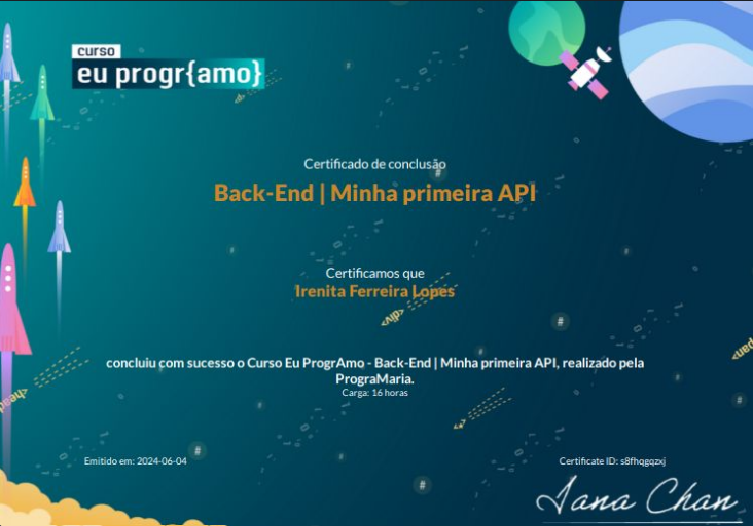 curso
eu progr{amo}
Certificado de conclusão
Back-End | Minha primeira API
Certificamos que
Irenita Ferreira Lopes
<div>
concluiu com sucesso o Curso Eu ProgrAmo - Back-End | Minha primeira API, realizado pela
PrograMaria.
Carga: 16 horas
<head>
Emitido em: 2024-06-04
Certificate ID: s8fhqgqzxj
Iana Chan